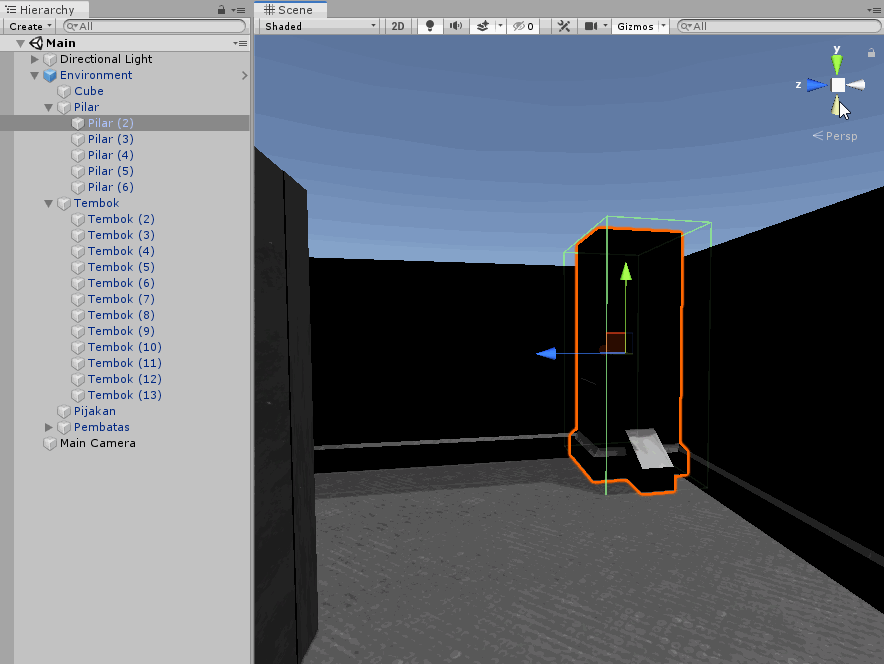 Hierarchy
Create
All
Main
Directional Light
Environment
Cube
Pilar
Pilar (2)
Pilar (3)
Pilar (4)
Pilar (5)
Pilar (6)
Tembok
Tembok (2)
Tembok (3)
Tembok (4)
Tembok (5)
Tembok (6)
Tembok (7)
Tembok (8)
Tembok (9)
Tembok (10)
Tembok (11)
Tembok (12)
Tembok (13)
Pijakan
Pembatas
Main Camera
Scene
Shaded 2D 0 Gizmos All
y
z
Persp